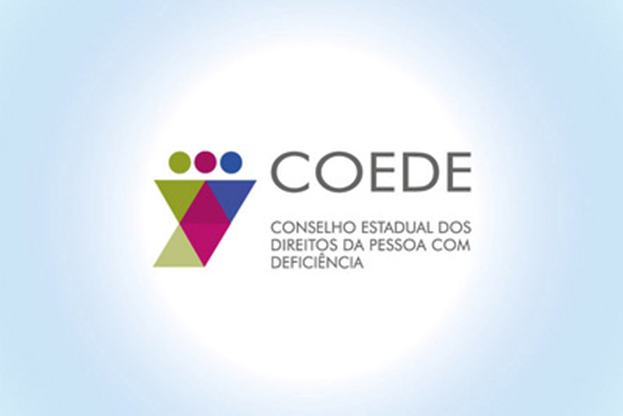 COEDE
CONSELHO ESTADUAL DOS
DIREITOS DA PESSOA COM
DEFICIÊNCIA